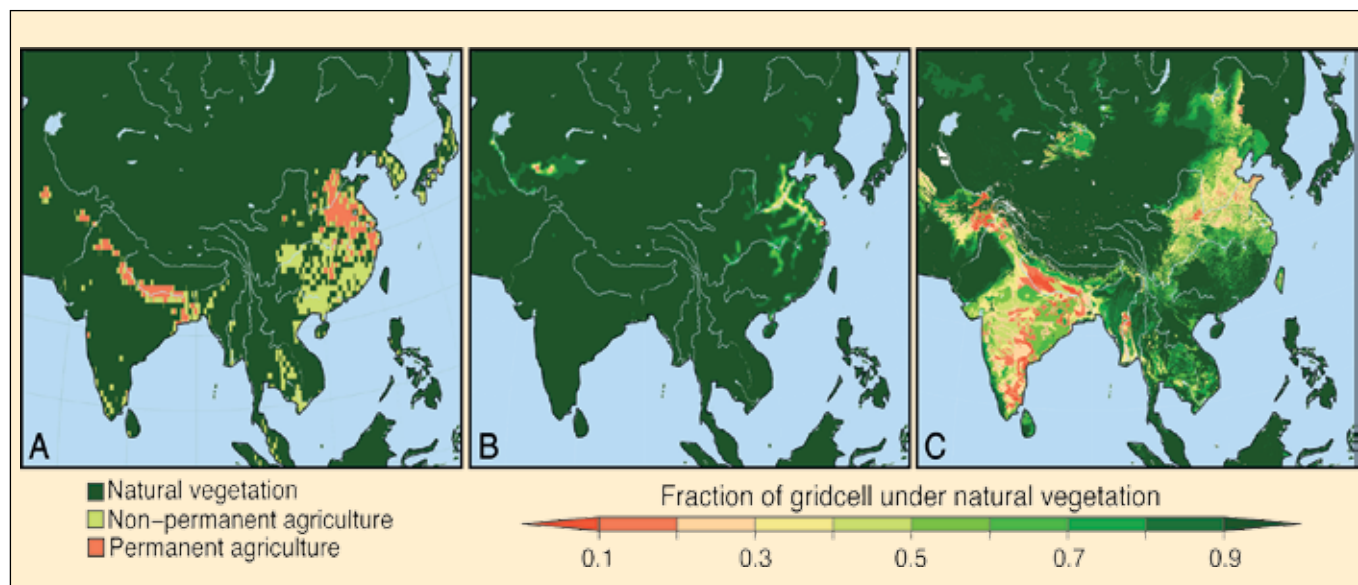 A
B
C
Natural vegetation
Non-permanent agriculture
Permanent agriculture
Fraction of gridcell under natural vegetation
0.1 0.3 0.5 0.7 0.9